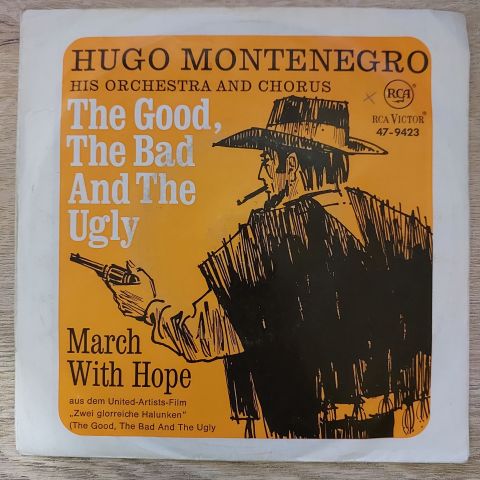 HUGO MONTENEGRO
HIS ORCHESTRA AND CHORUS
The Good,
The Bad
And The
Ugly
RCA
RCA VICTOR®
47-9423
March
With Hope
aus dem United-Artists-Film
„Zwei glorreiche Halunken"
(The Good, The Bad And The Ugly